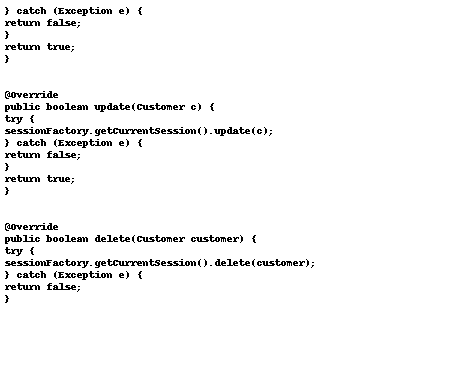 } catch (Exception e) {
return false;
}
return true;
}
@Override
public boolean update(Customer c) {
try {
sessionFactory.getCurrentSession().update(c);
} catch (Exception e) {
return false;
}
return true;
}
@Override
public boolean delete(Customer customer) {
try {
sessionFactory.getCurrentSession().delete(customer);
} catch (Exception e) {
return false;
}